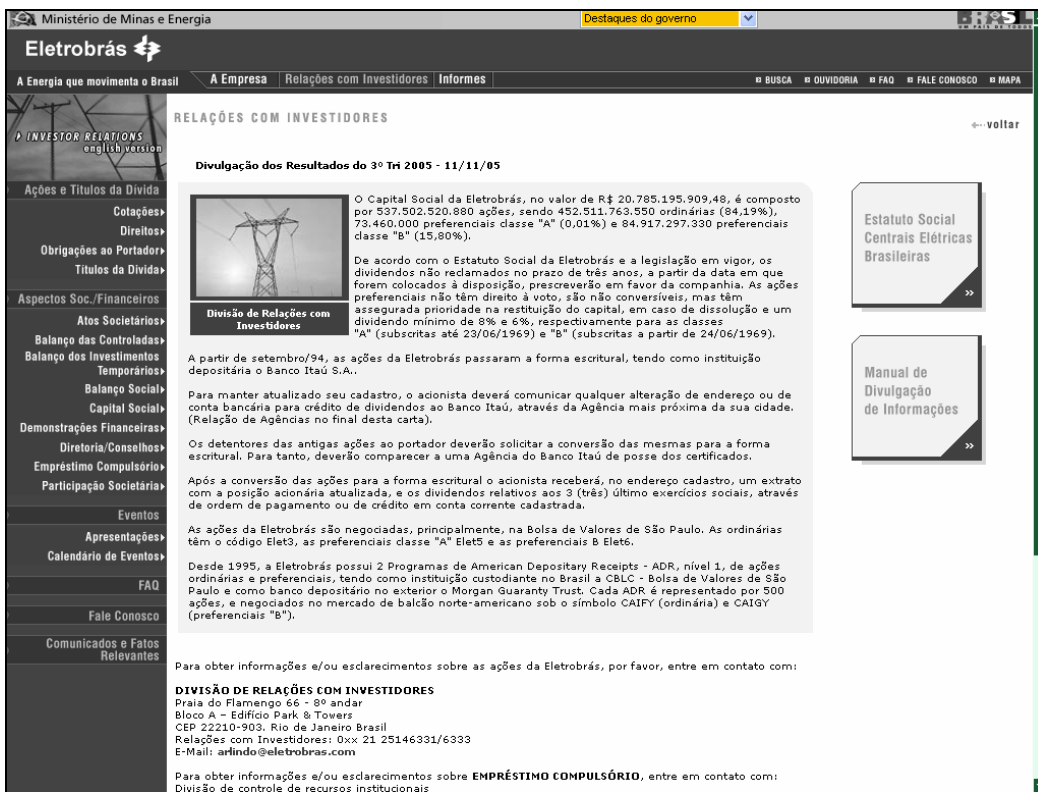 Ministério de Minas e Energia
Destaques do governo
BRASIL
UM PAÍS DE TODOS
Eletrobrás
A Energia que movimenta o Brasil
A Empresa
Relações com Investidores
Informes
BUSCA
OUVIDORIA
FAQ
FALE CONOSCO
MAPA
INVESTOR RELATIONS
english version
Ações e Titulos da Dívida
Cotações
Direitos
Obrigações ao Portador
Títulos da Divida
Aspectos Soc./Financeiros
Atos Societários
Balanço das Controladas
Balanço dos Investimentos
Temporários
Balanço Social
Capital Social
Demonstrações Financeiras
Diretoria/Conselhos
Empréstimo Compulsório
Participação Societária
Eventos
Apresentações
Calendário de Eventos
FAQ
Fale Conosco
Comunicados e Fatos
Relevantes
RELAÇÕES COM INVESTIDORES
voltar
Divulgação dos Resultados do 3º Tri 2005 - 11/11/05
Divisão de Relações com
Investidores
O Capital Social da Eletrobrás, no valor de R$ 20.785.195.909,48, é composto
por 537.502.520.880 ações, sendo 452.511.763.550 ordinárias (84,19%),
73.460.000 preferenciais classe "A" (0,01%) e 84.917.297.330 preferenciais
classe "B" (15,80%).
De acordo com o Estatuto Social da Eletrobrás e a legislação em vigor, os
dividendos não reclamados no prazo de três anos, a partir da data em que
forem colocados à disposição, prescreverão em favor da companhia. As ações
preferenciais não têm direito à voto, são não conversíveis, mas têm
assegurada prioridade na restituição do capital, em caso de dissolução e um
dividendo mínimo de 8% e 6%, respectivamente para as classes
"A" (subscritas até 23/06/1969) e "B" (subscritas a partir de 24/06/1969).
A partir de setembro/94, as ações da Eletrobrás passaram a forma escritural, tendo como instituição
depositária o Banco Itaú S.A..
Para manter atualizado seu cadastro, o acionista deverá comunicar qualquer alteração de endereço ou de
conta bancária para crédito de dividendos ao Banco Itaú, através da Agência mais próxima da sua cidade.
(Relação de Agências no final desta carta).
Os detentores das antigas ações ao portador deverão solicitar a conversão das mesmas para a forma
escritural. Para tanto, deverão comparecer a uma Agência do Banco Itaú de posse dos certificados.
Após a conversão das ações para a forma escritural o acionista receberá, no endereço cadastro, um extrato
com a posição acionária atualizada, e os dividendos relativos aos 3 (três) último exercícios sociais, através
de ordem de pagamento ou de crédito em conta corrente cadastrada.
As ações da Eletrobrás são negociadas, principalmente, na Bolsa de Valores de São Paulo. As ordinárias
têm o código Elet3, as preferenciais classe "A" Elet5 e as preferenciais B Elet6.
Desde 1995, a Eletrobrás possui 2 Programas de American Depositary Receipts - ADR, nível 1, de ações
ordinárias e preferenciais, tendo como instituição custodiante no Brasil a CBLC - Bolsa de Valores de São
Paulo e como banco depositário no exterior o Morgan Guaranty Trust. Cada ADR é representado por 500
ações, e negociados no mercado de balcão norte-americano sob o símbolo CAIFY (ordinária) e CAIGY
(preferenciais "B").
Estatuto Social
Centrais Elétricas
Brasileiras
»
Manual de
Divulgação
de Informações
»
Para obter informações e/ou esclarecimentos sobre as ações da Eletrobrás, por favor, entre em contato com:
DIVISÃO DE RELAÇÕES COM INVESTIDORES
Praia do Flamengo 66 - 8º andar
Bloco A – Edifício Park & Towers
CEP 22210-903. Rio de Janeiro Brasil
Relações com Investidores: 0xx 21 25146331/6333
E-Mail: arlindo@eletrobras.com
Para obter informações e/ou esclarecimentos sobre EMPRÉSTIMO COMPULSÓRIO, entre em contato com:
Divisão de controle de recursos institucionais